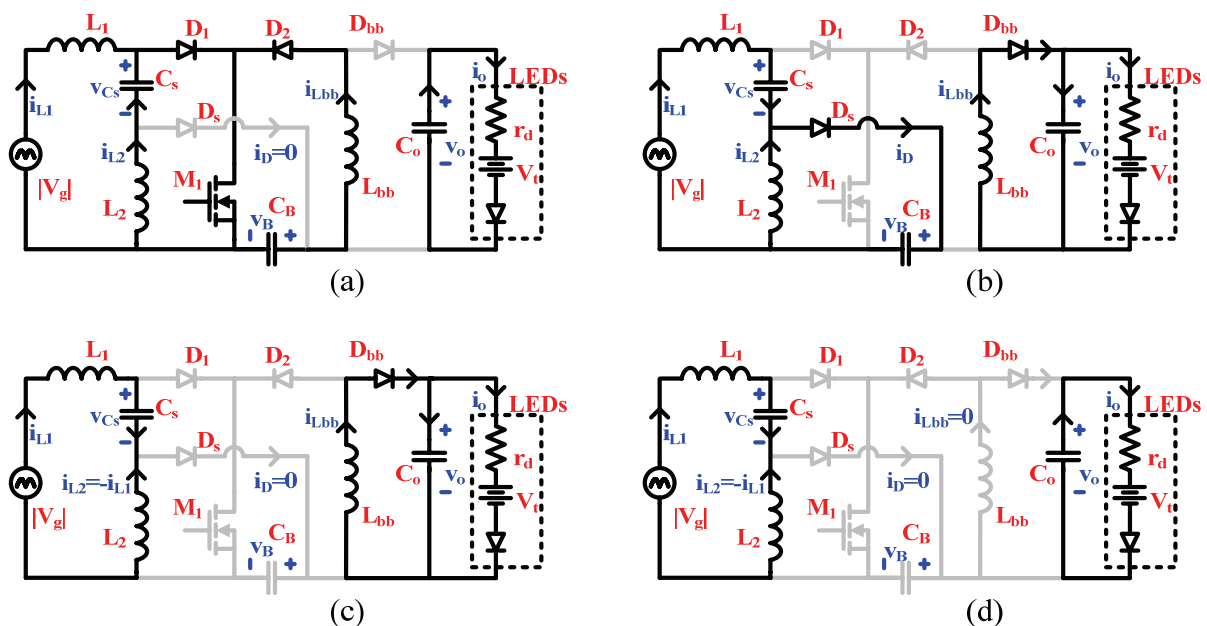 L1 D1 D2 Dbb
iL1 vCs + - Cs iLbb io LEDs
Ds
iL2 iD=0 Co + - vo rd
|Vg| L2 M1 vB - + CB Lbb Vt
(a)
L1 D1 D2 Dbb
iL1 vCs + - Cs iLbb io LEDs
Ds
iL2 iD Co + - vo rd
|Vg| L2 M1 vB - + CB Lbb Vt
(b)
L1 D1 D2 Dbb
iL1 vCs + - Cs iLbb io LEDs
Ds
iL2=-iL1 iD=0 Co + - vo rd
|Vg| L2 M1 vB - + CB Lbb Vt
(c)
L1 D1 D2 Dbb
iL1 vCs + - Cs iLbb=0 io LEDs
Ds
iL2=-iL1 iD=0 Co + - vo rd
|Vg| L2 M1 vB - + CB Lbb Vt
(d)